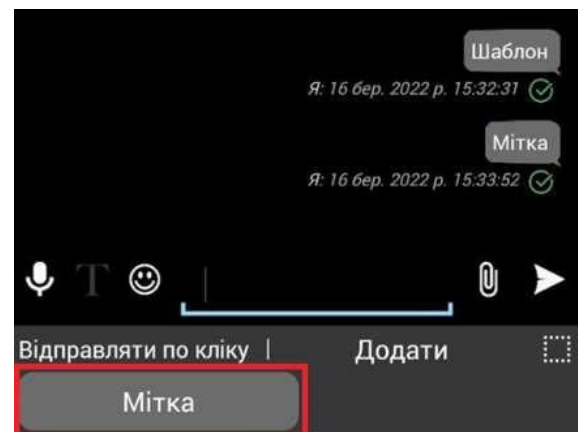 Шаблон
Я: 16 бер. 2022 р. 15:32:31
Мітка
Я: 16 бер. 2022 р. 15:33:52
T
Відправляти по кліку | Додати
Мітка